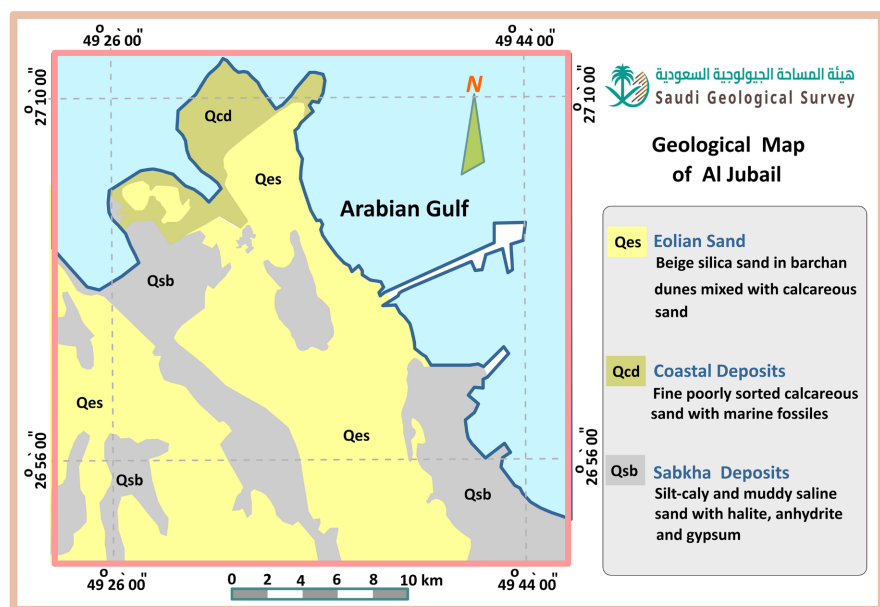 49° 26` 00"
49° 44` 00"
27° 10` 00"
27° 10` 00"
26° 56` 00"
26° 56` 00"
49° 26` 00"
49° 44` 00"
N
Arabian Gulf
Qcd
Qes
Qsb
Qes
Qes
Qsb
Qsb
0 2 4 6 8 10 km
هيئة المساحة الجيولوجية السعودية
Saudi Geological Survey
Geological Map
of Al Jubail
Qes Eolian Sand
Beige silica sand in barchan
dunes mixed with calcareous
sand
Qcd Coastal Deposits
Fine poorly sorted calcareous
sand with marine fossiles
Qsb Sabkha Deposits
Silt-caly and muddy saline
sand with halite, anhydrite
and gypsum